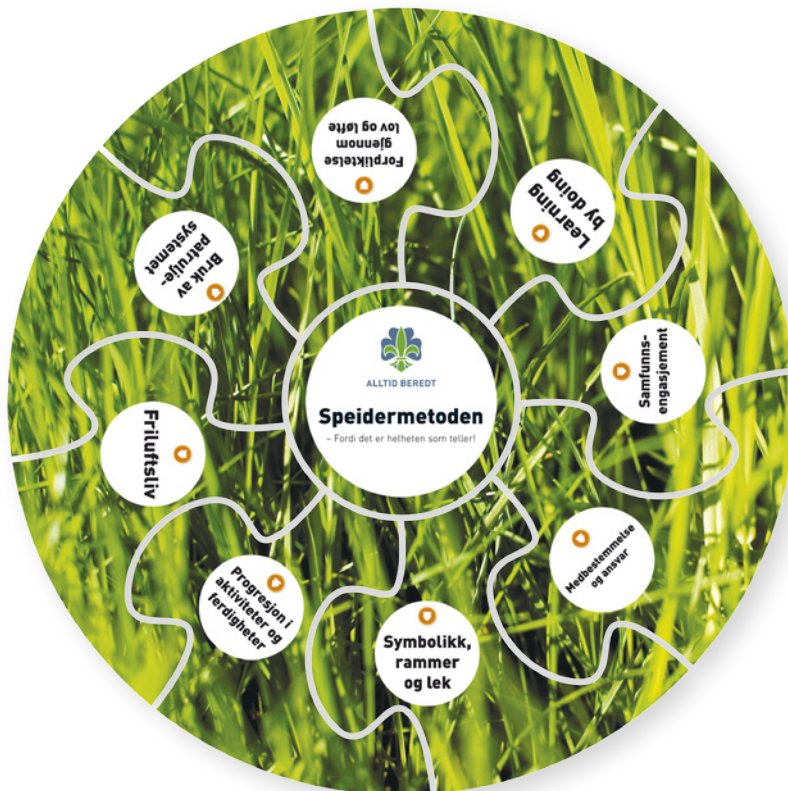 ALLTID BEREDT
Speidermetoden
– Fordi det er helheten som teller!
Forpliktelse
gjennom
lov og løfte
Learning
by doing
Samfunns-
engasjement
Medbestemmelse
og ansvar
Symbolikk,
rammer
og lek
Progresjon i
aktiviteter og
ferdigheter
Friluftsliv
Bruk av
patrulje-
systemet